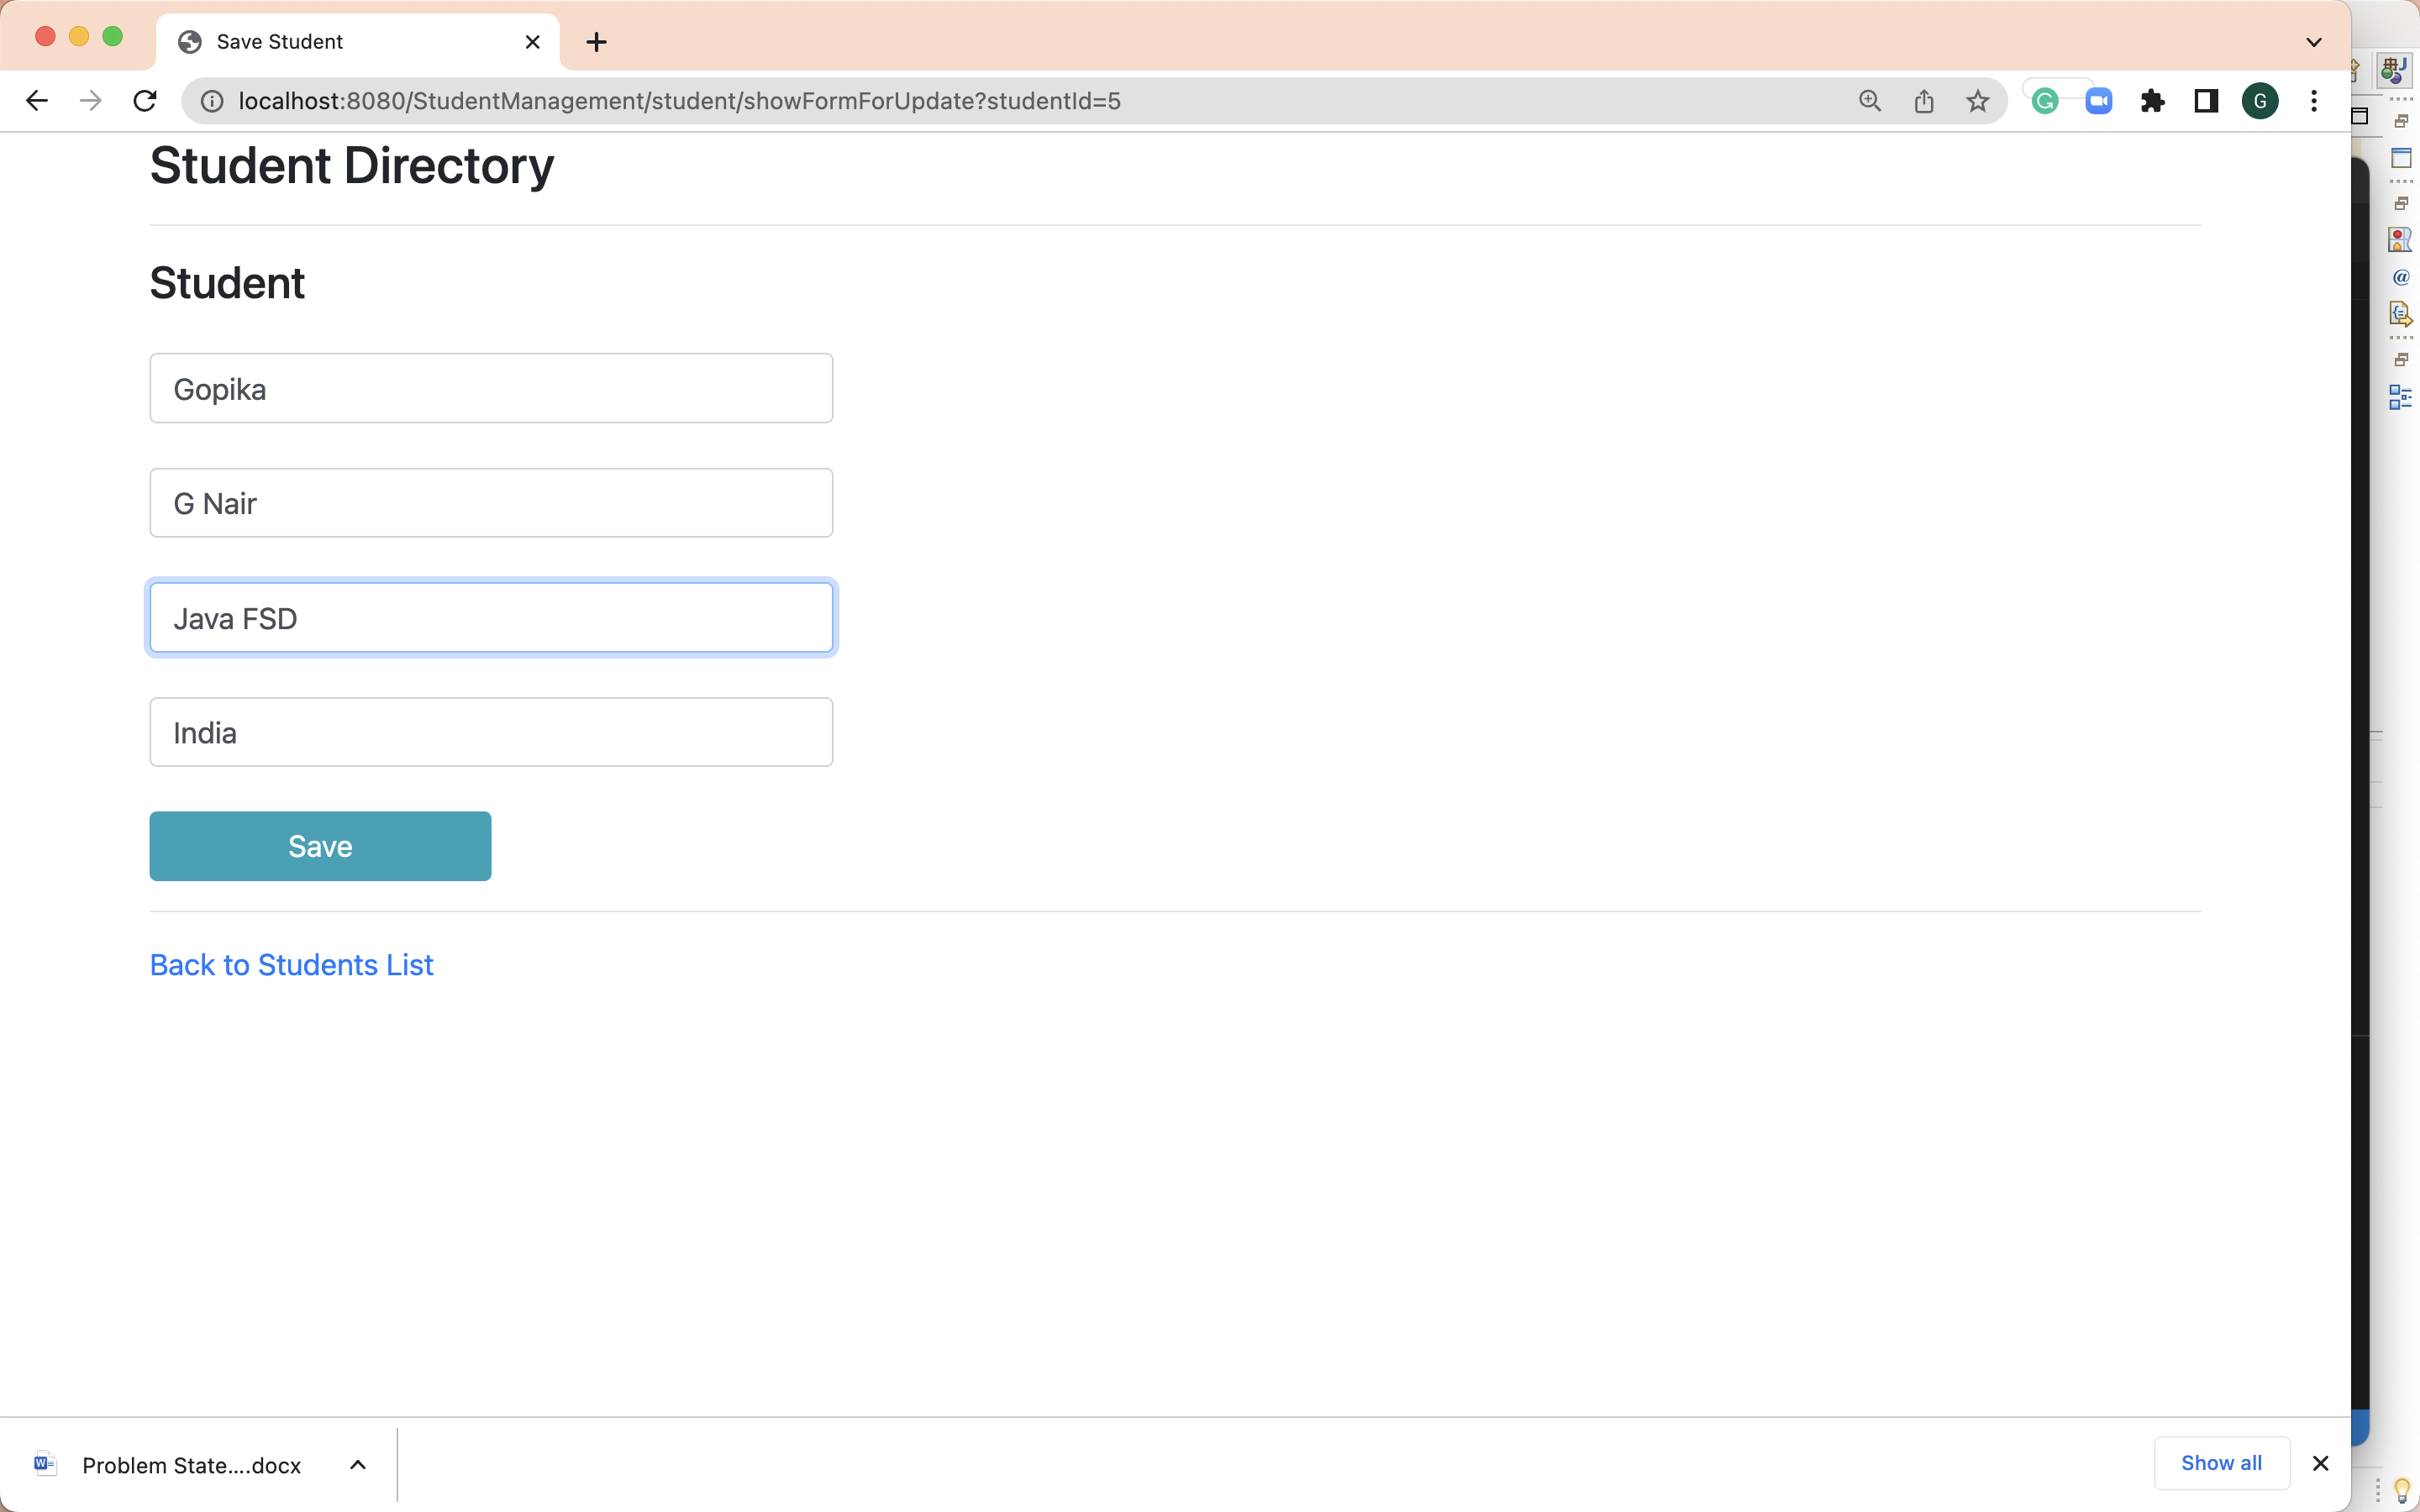 Save Student
localhost:8080/StudentManagement/student/showFormForUpdate?studentId=5
G
Student Directory
Student
Gopika
G Nair
Java FSD
India
Save
Back to Students List
Problem State....docx
Show all